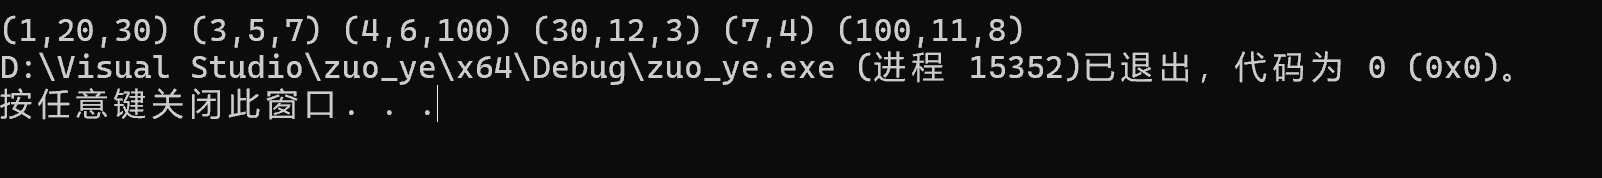 (1,20,30) (3,5,7) (4,6,100) (30,12,3) (7,4) (100,11,8)
D:\Visual Studio\zuo_ye\x64\Debug\zuo_ye.exe (进程 15352)已退出，代码为 0 (0x0)。
按任意键关闭此窗口. . .